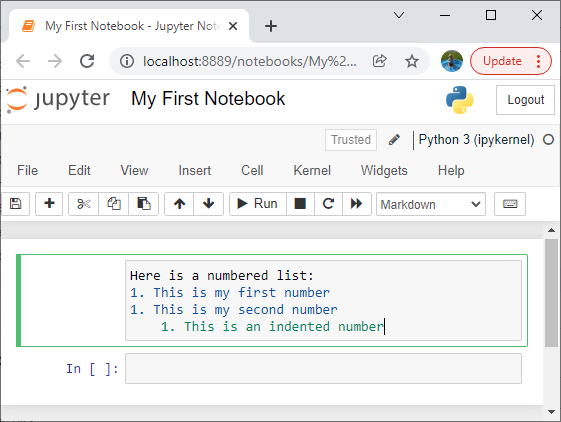 My First Notebook - Jupyter Note
localhost:8889/notebooks/My%2...
Update
jupyter
My First Notebook
Logout
Trusted
Python 3 (ipykernel)
File Edit View Insert Cell Kernel Widgets Help
Run
Markdown
Here is a numbered list:
1. This is my first number
1. This is my second number
1. This is an indented number
In [ ]: